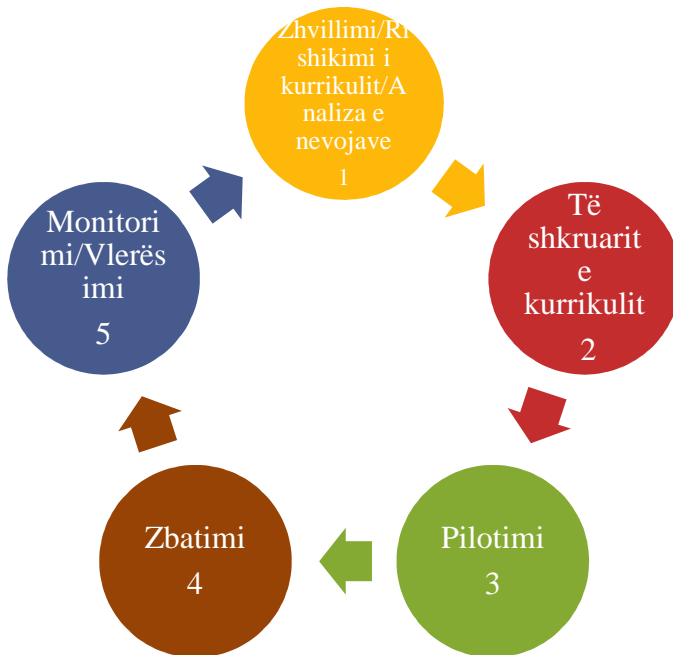 Zhvillimi/Ri
shikimi i
kurrikulit/A
naliza e
nevojave
1
Të
shkruarit
e
kurrikulit
2
Pilotimi
3
Zbatimi
4
Monitori
mi/Vlerës
imi
5